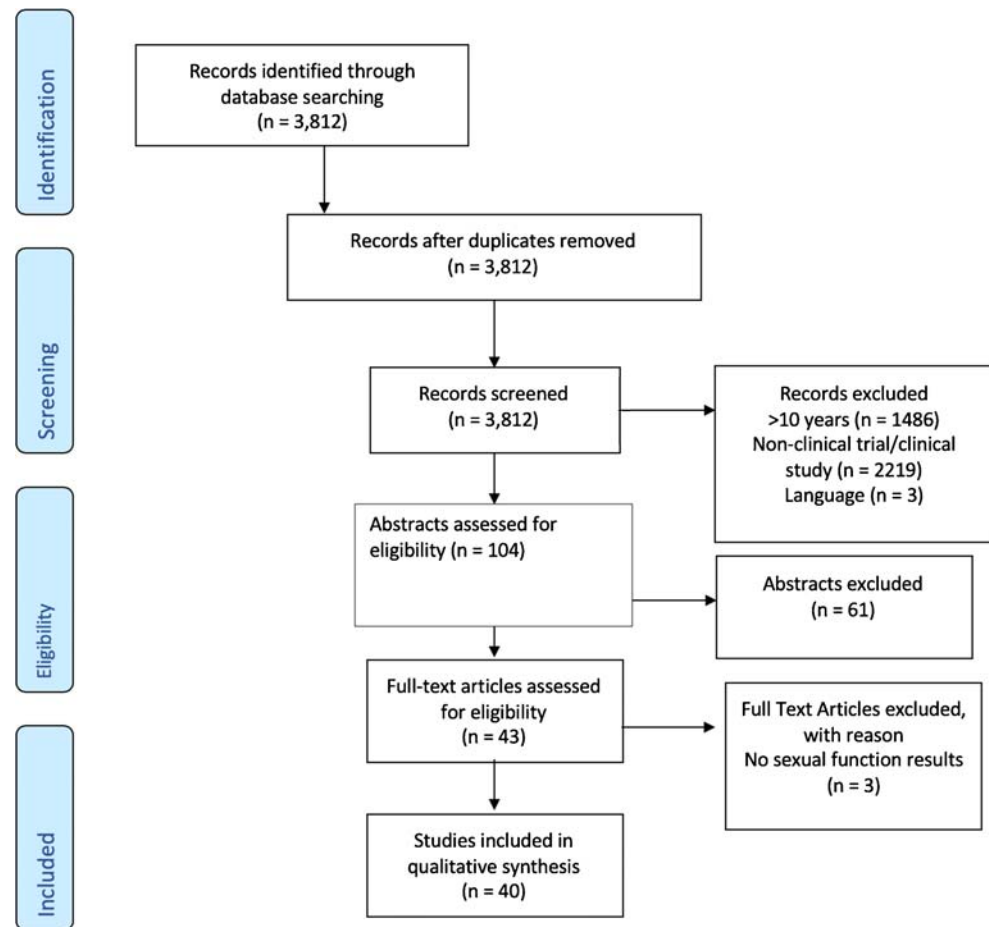 Identification
Records identified through
database searching
(n = 3,812)
Records after duplicates removed
(n = 3,812)
Screening
Records screened
(n = 3,812)
Records excluded
>10 years (n = 1486)
Non-clinical trial/clinical
study (n = 2219)
Language (n = 3)
Eligibility
Abstracts assessed for
eligibility (n = 104)
Abstracts excluded
(n = 61)
Full-text articles assessed
for eligibility
(n = 43)
Full Text Articles excluded,
with reason
No sexual function results
(n = 3)
Included
Studies included in
qualitative synthesis
(n = 40)